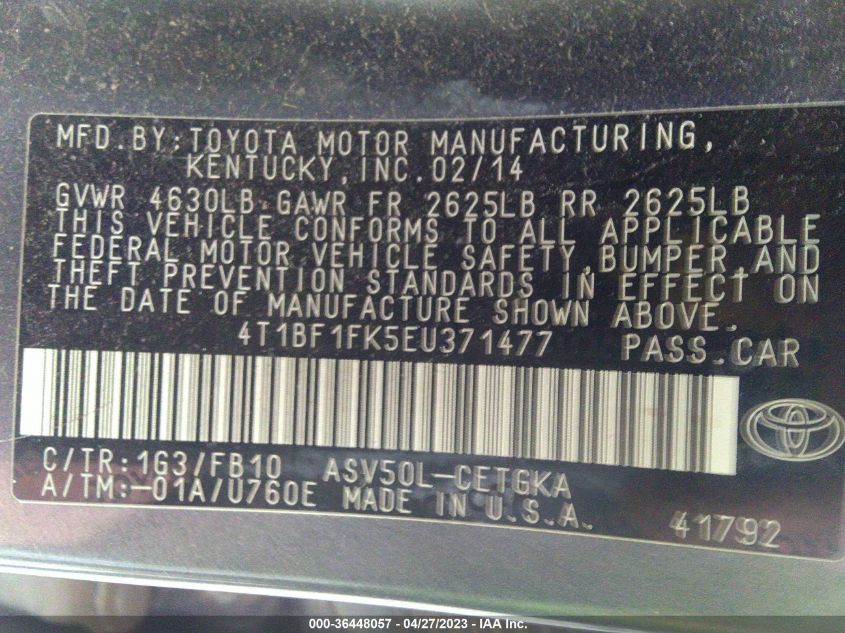 MFD.BY:TOYOTA MOTOR MANUFACTURING,
KENTUCKY,INC.02/14
GVWR 4630LB GAWR FR 2625LB RR 2625LB
THIS VEHICLE CONFORMS TO ALL APPLICABLE
FEDERAL MOTOR VEHICLE SAFETY,BUMPER,AND
THEFT PREVENTION STANDARDS IN EFFECT ON
THE DATE OF MANUFACTURE SHOWN ABOVE.
4T1BF1FK5EU371477 PASS.CAR
C/TR:1G3/FB10 ASV50L-CETGKA
A/TM:-01A/U760E MADE IN U.S.A. 41792
000-36448057 - 04/27/2023 - IAA Inc.